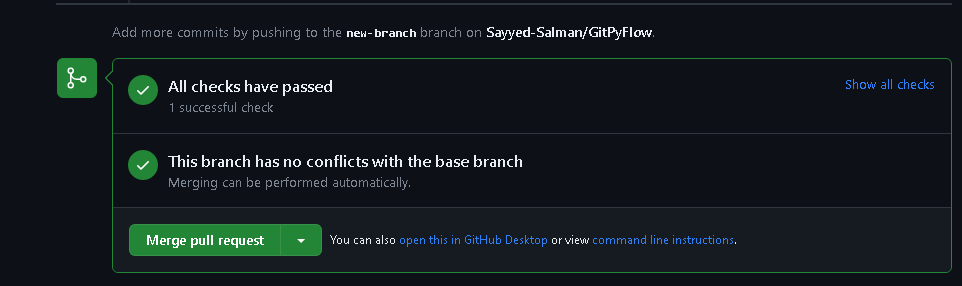 Add more commits by pushing to the new-branch branch on Sayyed-Salman/GitPyFlow.
All checks have passed
Show all checks
1 successful check
This branch has no conflicts with the base branch
Merging can be performed automatically.
Merge pull request
You can also open this in GitHub Desktop or view command line instructions.